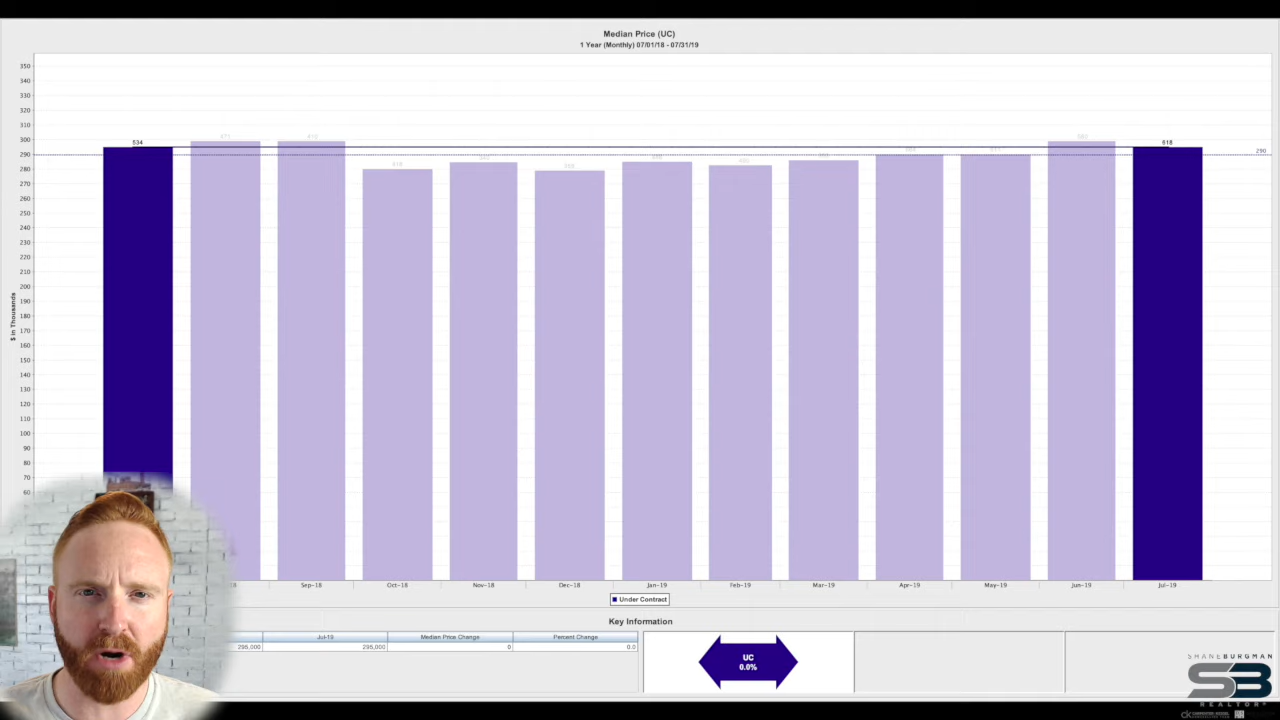 Median Price (UC)
1 Year (Monthly) 07/01/18 - 07/31/19
350
340
330
320
310
300
290
280
270
260
250
240
230
220
210
200
190
180
170
160
150
140
130
120
110
100
90
80
70
60
$ in Thousands
534
618
290
Sep-18
Oct-18
Nov-18
Dec-18
Jan-19
Feb-19
Mar-19
Apr-19
May-19
Jun-19
Jul-19
Under Contract
Key Information
Jul-19 Median Price Change Percent Change
295,000 295,000 0 0.0
UC
0.0%
SHANEBURGMAN
SB
REALTOR®